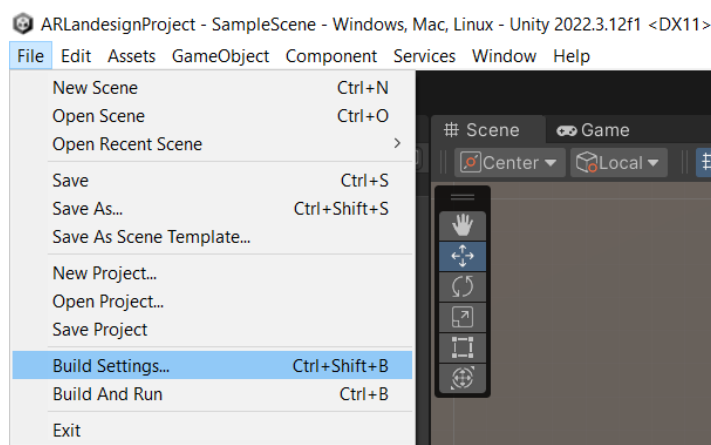 ARLandesignProject - SampleScene - Windows, Mac, Linux - Unity 2022.3.12f1 <DX11>
File Edit Assets GameObject Component Services Window Help
New Scene Ctrl+N
Open Scene Ctrl+O
Open Recent Scene >
Save Ctrl+S
Save As... Ctrl+Shift+S
Save As Scene Template...
New Project...
Open Project...
Save Project
Build Settings... Ctrl+Shift+B
Build And Run Ctrl+B
Exit
Scene Game
Center Local